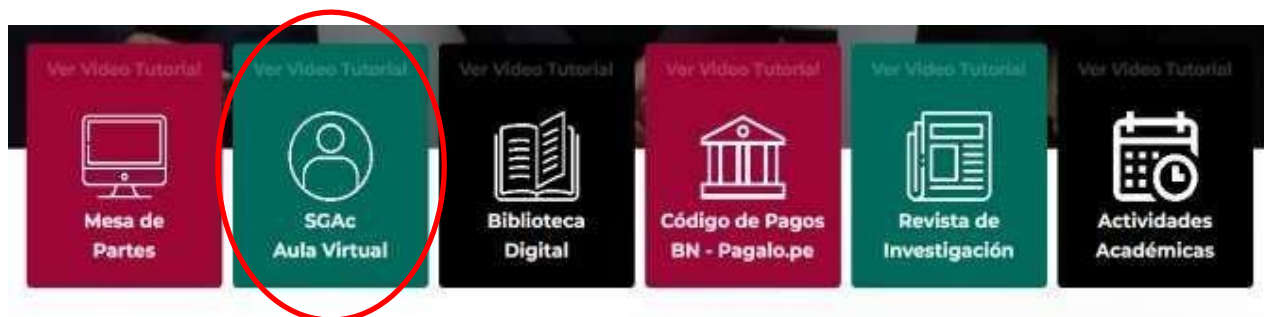 Ver Video Tutorial
Mesa de
Partes
Ver Video Tutorial
SGAc
Aula Virtual
Ver Video Tutorial
Biblioteca
Digital
Ver Video Tutorial
Código de Pagos
BN - Pagalo.pe
Ver Video Tutorial
Revista de
Investigación
Ver Video Tutorial
Actividades
Académicas